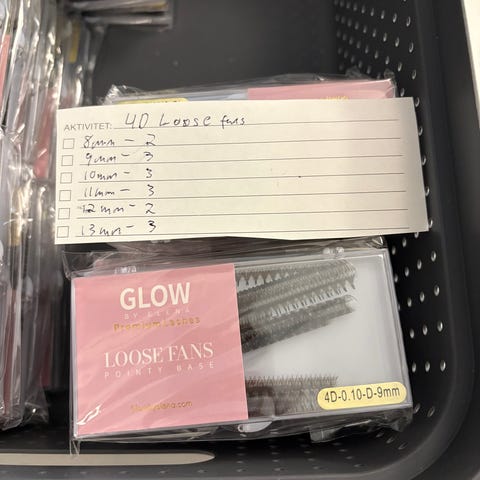 AKTIVITET: 4D Loose fans
8mm - 2
9mm - 3
10mm - 3
11mm - 3
12mm - 2
13mm - 3
GLOW
BY ELENA
Premium Lashes
LOOSE FANS
POINTY BASE
4D-0.10-D-9mm